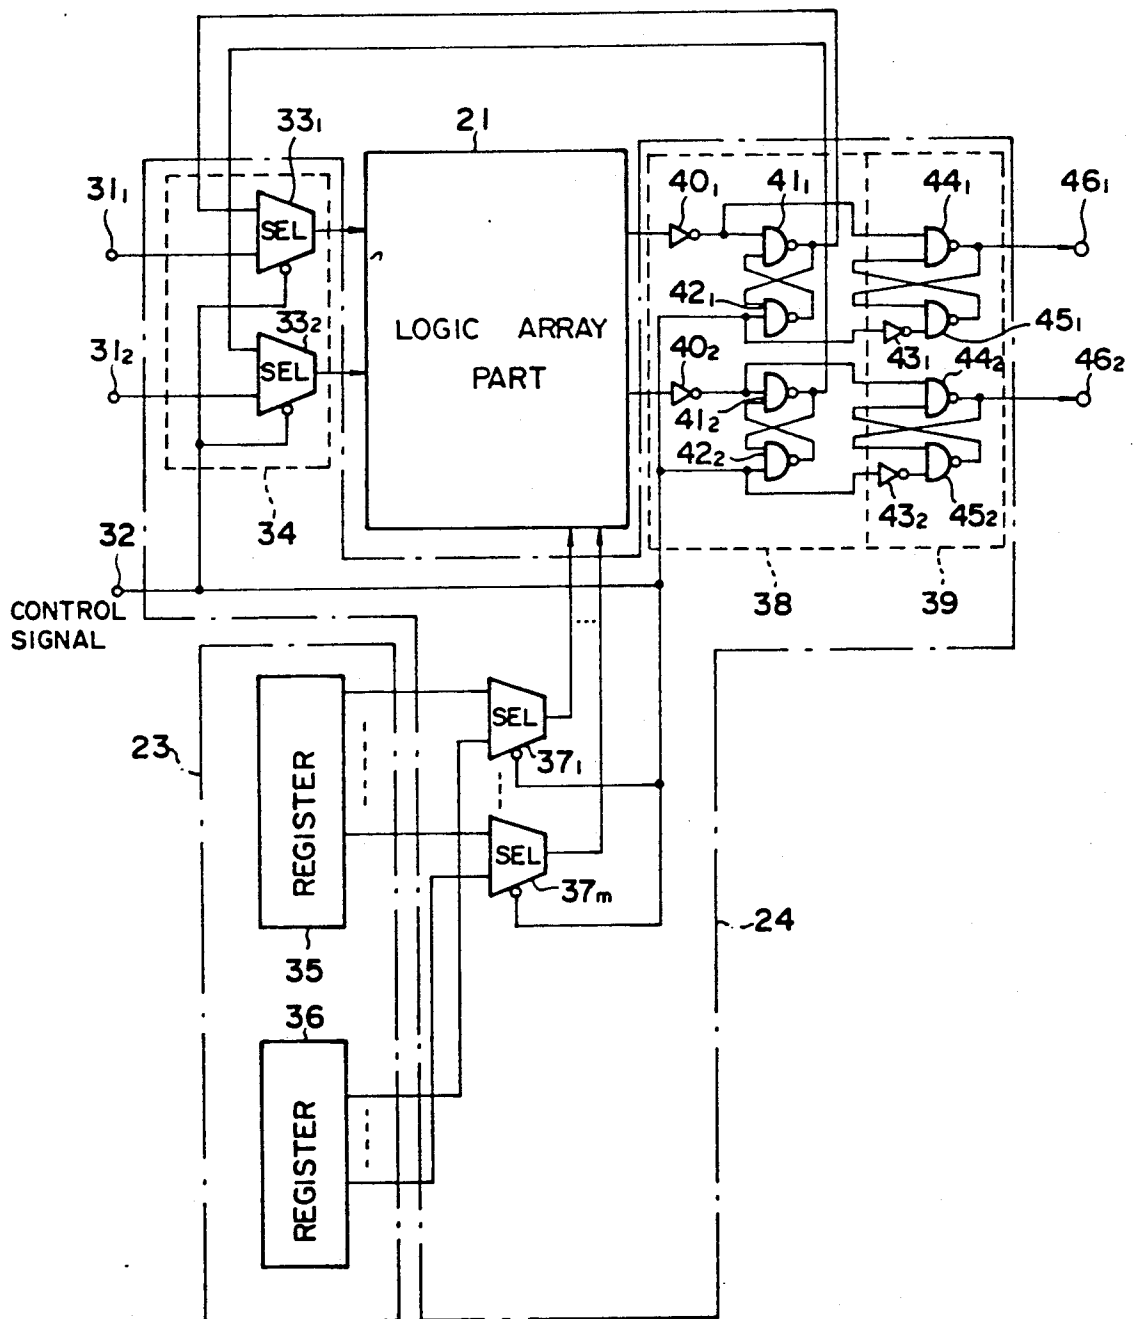 33₁
21
31₁
SEL
40₁
41₁
44₁
46₁
33₂
42₁
LOGIC ARRAY
PART
45₁
31₂
SEL
40₂
43₁
44₂
46₂
41₂
42₂
43₂
45₂
32
34
38
39
CONTROL
SIGNAL
SEL
23
37₁
REGISTER
SEL
37m
24
35
36
REGISTER